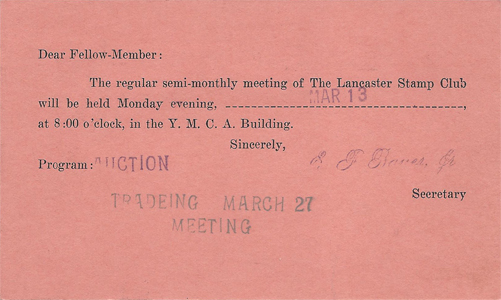 Dear Fellow-Member:
The regular semi-monthly meeting of The Lancaster Stamp Club
will be held Monday evening, MAR 13,
at 8:00 o'clock, in the Y. M. C. A. Building.
Sincerely,
Program: AUCTION
Secretary
TRADEING MARCH 27
MEETING